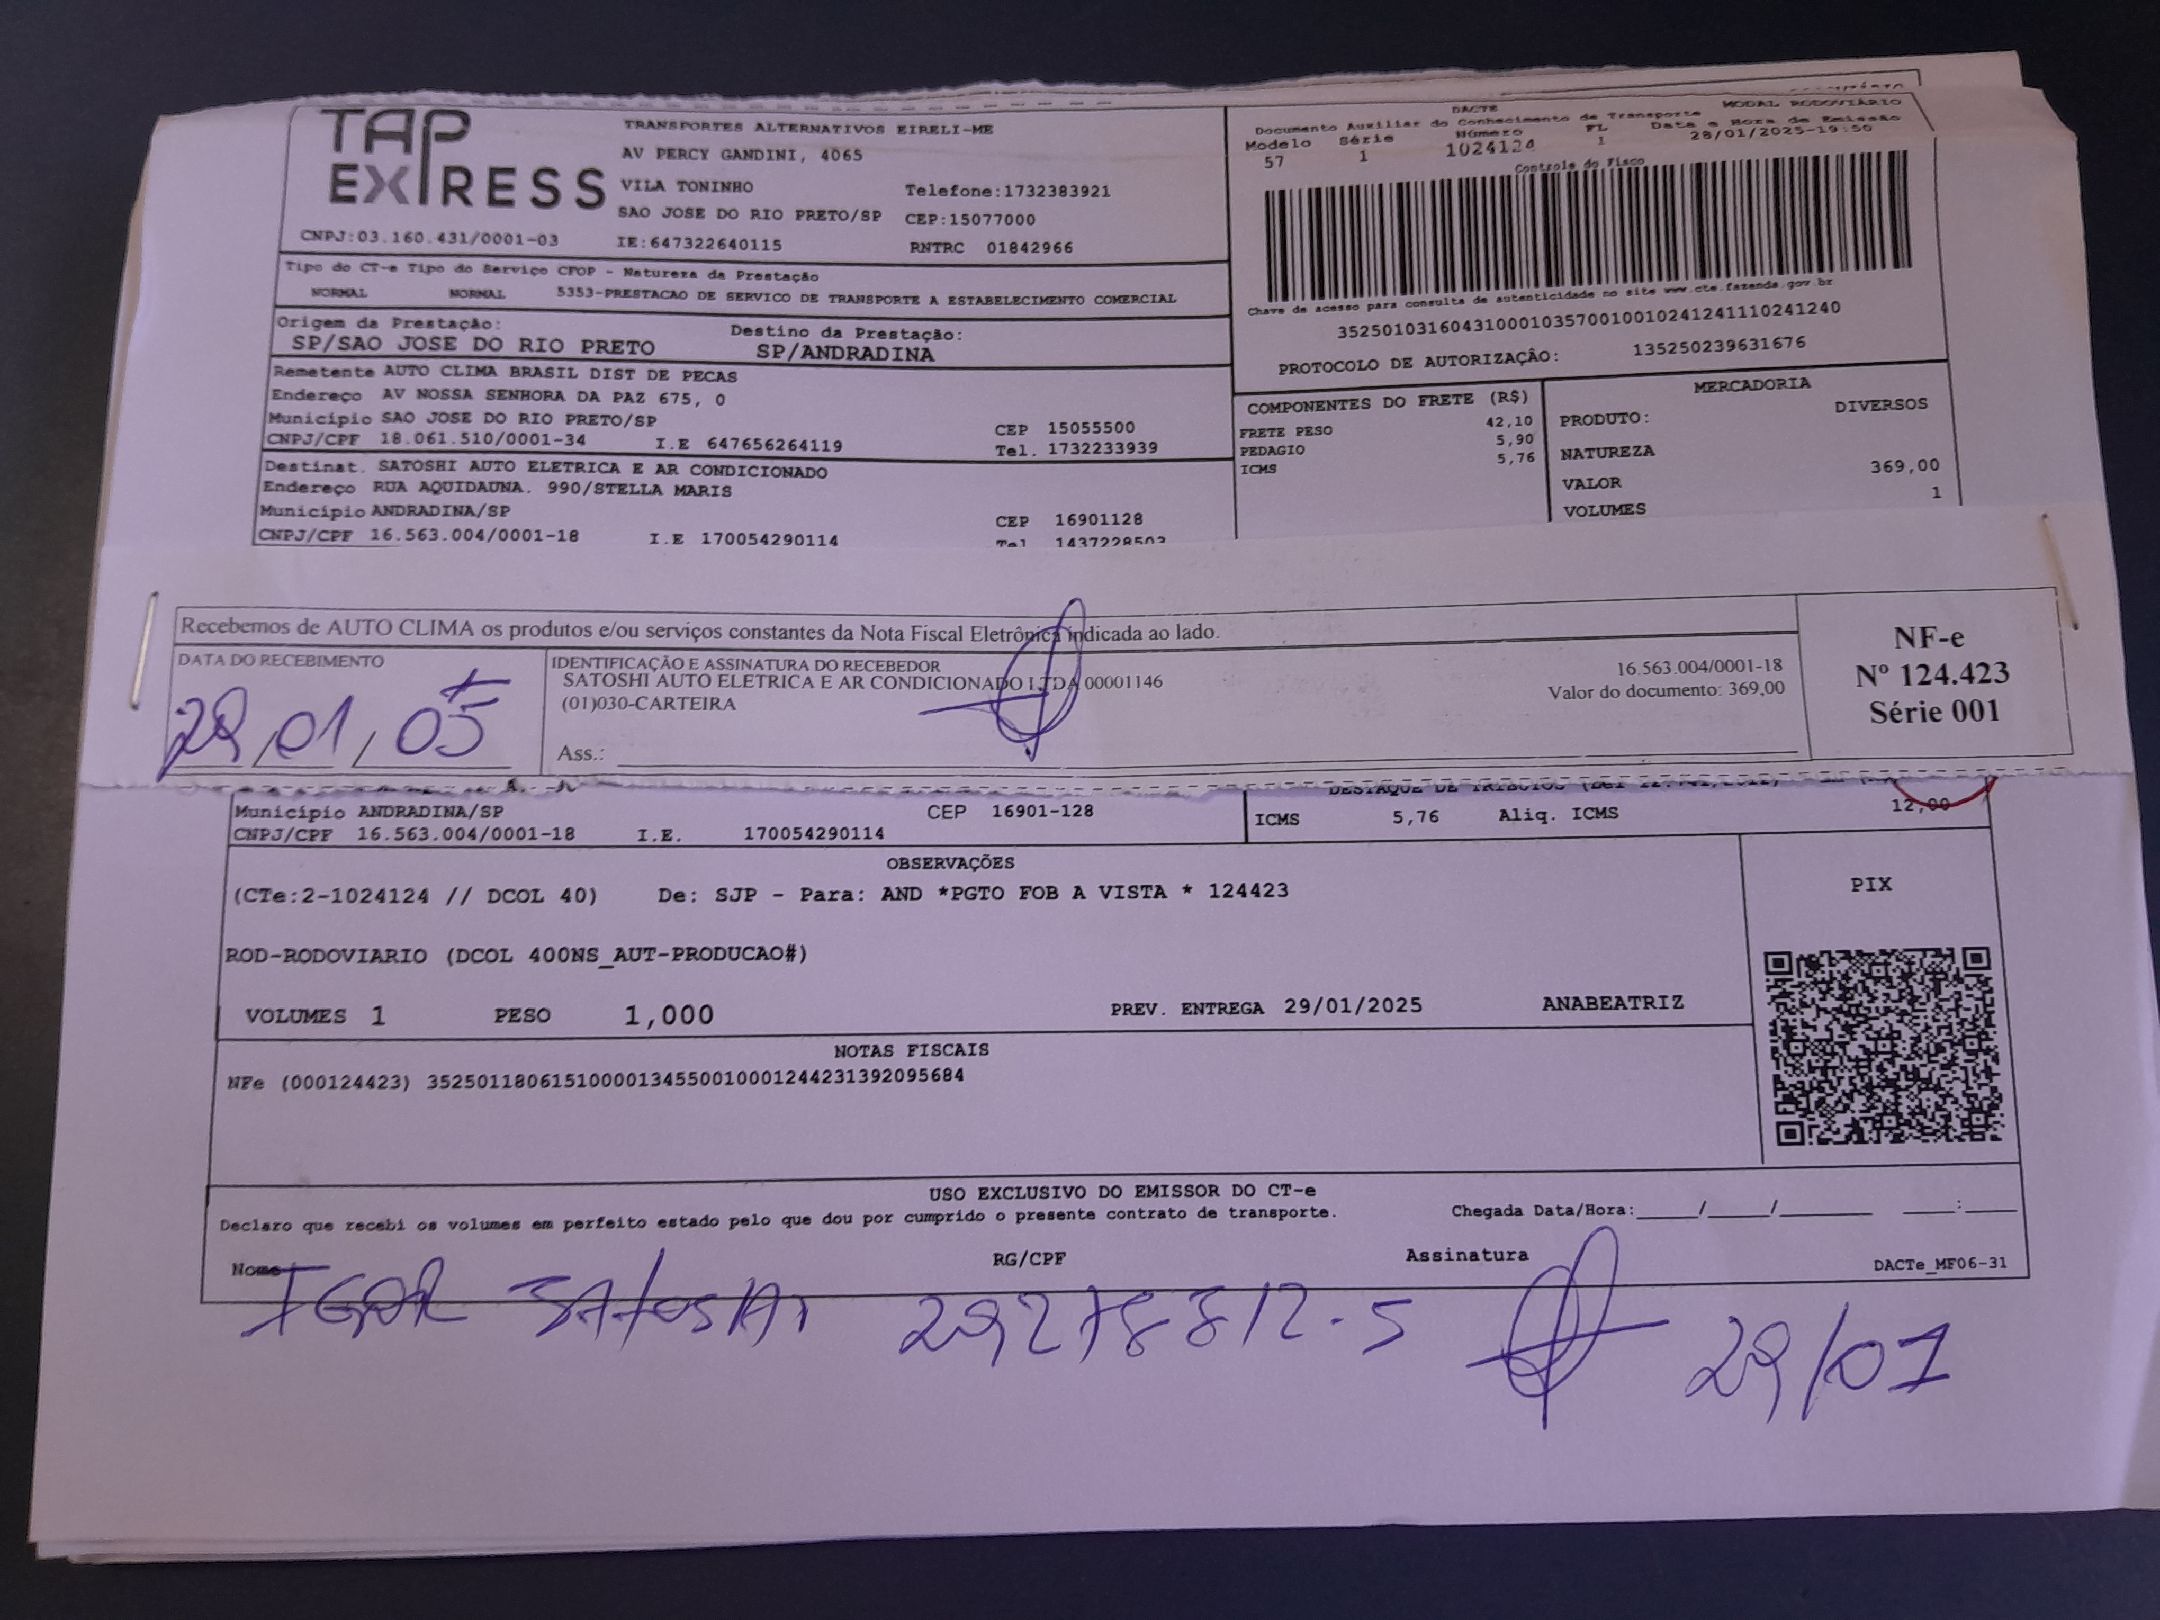 TAP EXPRESS
TRANSPORTES ALTERNATIVOS EIRELI-ME
AV PERCY GANDINI, 4065
VILA TONINHO Telefone:1732383921
SAO JOSE DO RIO PRETO/SP CEP:15077000
CNPJ:03.160.431/0001-03 IE:647322640115 RNTRC 01842966
DACTE MODAL RODOVIÁRIO
Documento Auxiliar do Conhecimento de Transporte
Modelo Série Número FL Data e Hora de Emissão
57 1 1024124 1 28/01/2025-19:50
Controle do Fisco
Chave de acesso para consulta de autenticidade no site www.cte.fazenda.gov.br
35250103160431000103570010010241241110241240
PROTOCOLO DE AUTORIZAÇÂO: 135250239631676
Tipo do CT-e Tipo do Serviço CFOP - Natureza da Prestação
NORMAL NORMAL 5353-PRESTACAO DE SERVICO DE TRANSPORTE A ESTABELECIMENTO COMERCIAL
Origem da Prestação: Destino da Prestação:
SP/SAO JOSE DO RIO PRETO SP/ANDRADINA
Remetente AUTO CLIMA BRASIL DIST DE PECAS
Endereço AV NOSSA SENHORA DA PAZ 675, 0
Município SAO JOSE DO RIO PRETO/SP CEP 15055500
CNPJ/CPF 18.061.510/0001-34 I.E 647656264119 Tel. 1732233939
Destinat. SATOSHI AUTO ELETRICA E AR CONDICIONADO
Endereço RUA AQUIDAUNA. 990/STELLA MARIS
Município ANDRADINA/SP CEP 16901128
CNPJ/CPF 16.563.004/0001-18 I.E 170054290114 Tel 1437228503
COMPONENTES DO FRETE (R$)
FRETE PESO 42,10
PEDAGIO 5,90
ICMS 5,76
MERCADORIA
PRODUTO: DIVERSOS
NATUREZA
VALOR 369,00
VOLUMES 1
Recebemos de AUTO CLIMA os produtos e/ou serviços constantes da Nota Fiscal Eletrônica indicada ao lado.
DATA DO RECEBIMENTO
29/01/05
IDENTIFICAÇÃO E ASSINATURA DO RECEBEDOR
SATOSHI AUTO ELETRICA E AR CONDICIONADO LTDA 00001146
(01)030-CARTEIRA
16.563.004/0001-18
Valor do documento: 369,00
Ass.:
NF-e
Nº 124.423
Série 001
Município ANDRADINA/SP CEP 16901-128
CNPJ/CPF 16.563.004/0001-18 I.E. 170054290114
DESTAQUE DE TRIBUTOS
ICMS 5,76 Aliq. ICMS 12,00
OBSERVAÇÕES
(CTe:2-1024124 // DCOL 40) De: SJP - Para: AND *PGTO FOB A VISTA * 124423
ROD-RODOVIARIO (DCOL 400NS_AUT-PRODUCAO#)
VOLUMES 1 PESO 1,000 PREV. ENTREGA 29/01/2025 ANABEATRIZ
PIX
NOTAS FISCAIS
NFe (000124423) 35250118061510000134550010001244231392095684
USO EXCLUSIVO DO EMISSOR DO CT-e
Declaro que recebi os volumes em perfeito estado pelo que dou por cumprido o presente contrato de transporte. Chegada Data/Hora:_____/_____/_______ ____:____
Nome RG/CPF Assinatura DACTe_MF06-31
IGOR SATOSHI 29278812-5 29/01